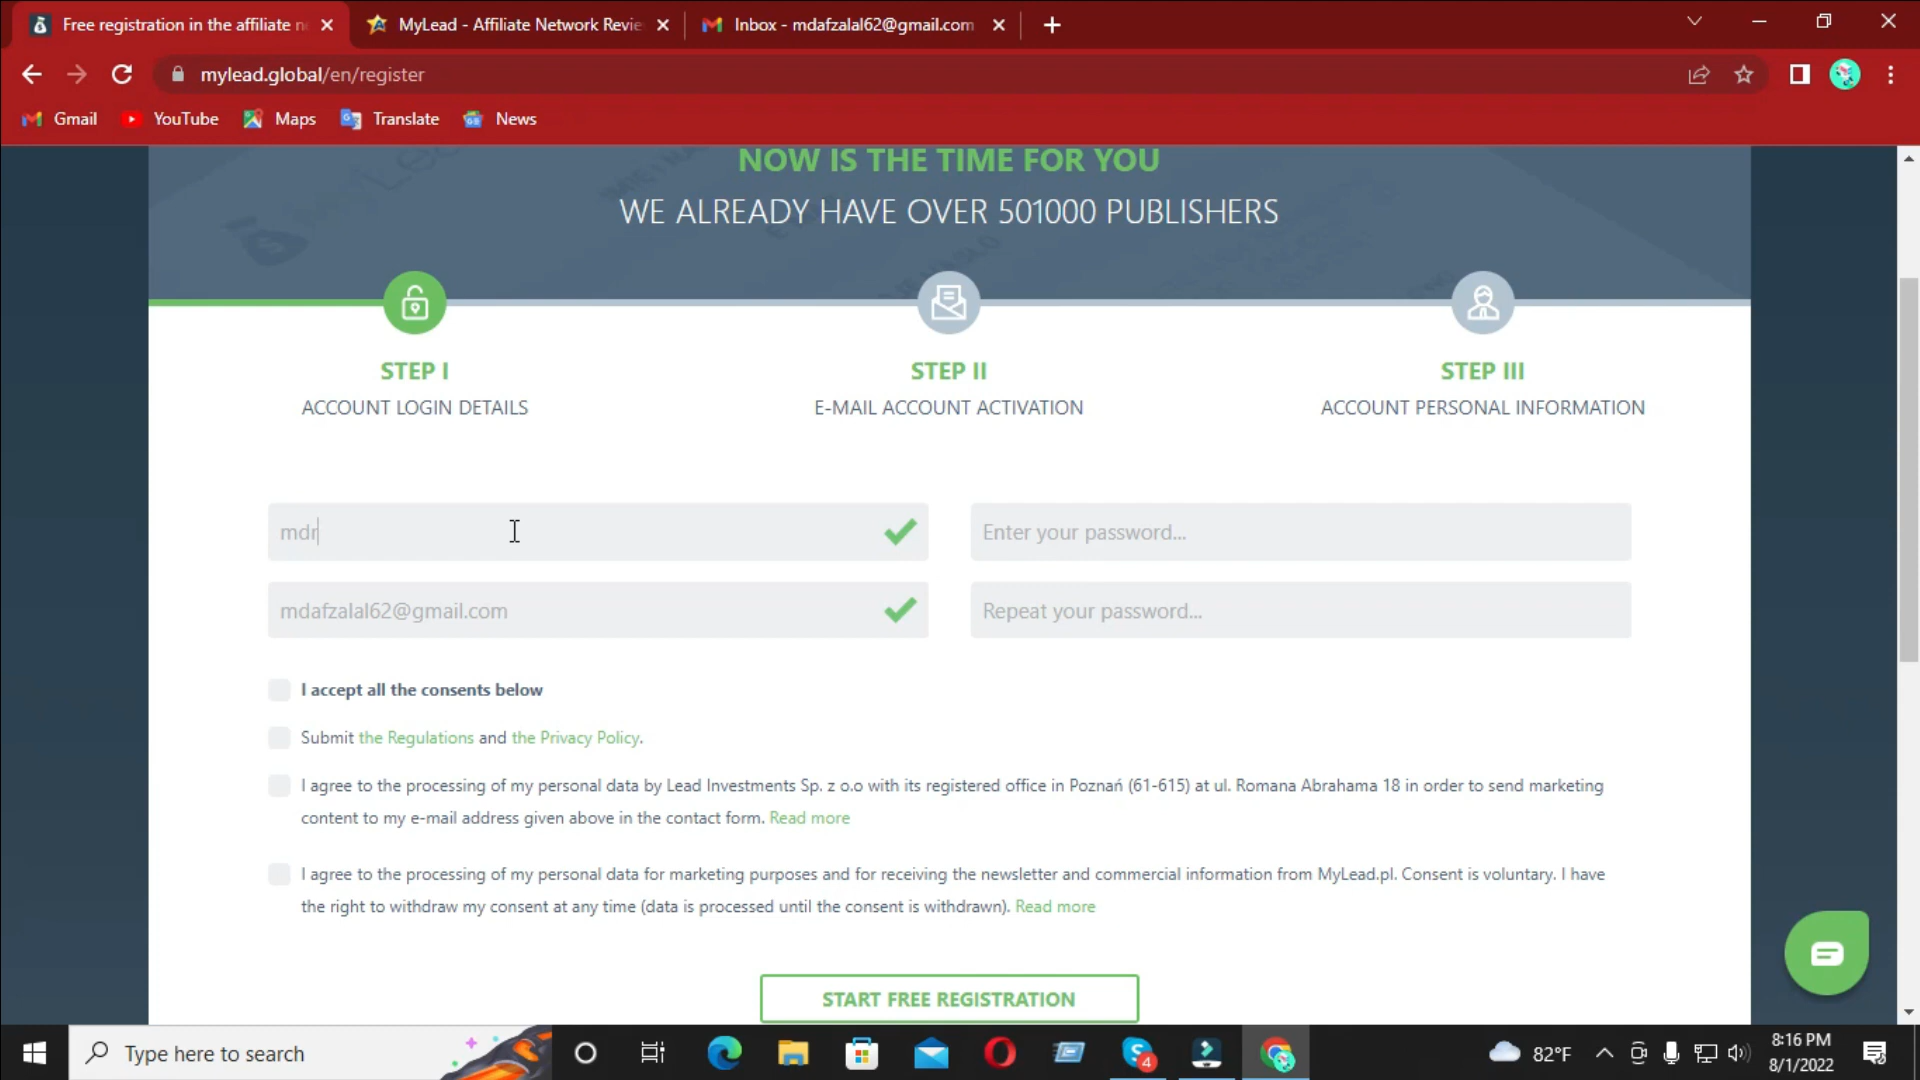 Free registration in the affiliate n
MyLead - Affiliate Network Revie
Inbox - mdafzalal62@gmail.com
mylead.global/en/register
Gmail
YouTube
Maps
Translate
News
NOW IS THE TIME FOR YOU
WE ALREADY HAVE OVER 501000 PUBLISHERS
STEP I
STEP II
STEP III
ACCOUNT LOGIN DETAILS
E-MAIL ACCOUNT ACTIVATION
ACCOUNT PERSONAL INFORMATION
mdr
Enter your password...
mdafzalal62@gmail.com
Repeat your password...
I accept all the consents below
Submit the Regulations and the Privacy Policy.
I agree to the processing of my personal data by Lead Investments Sp. z o.o with its registered office in Poznań (61-615) at ul. Romana Abrahama 18 in order to send marketing
content to my e-mail address given above in the contact form. Read more
I agree to the processing of my personal data for marketing purposes and for receiving the newsletter and commercial information from MyLead.pl. Consent is voluntary. I have
the right to withdraw my consent at any time (data is processed until the consent is withdrawn). Read more
START FREE REGISTRATION
Type here to search
4
82°F
8:16 PM
8/1/2022